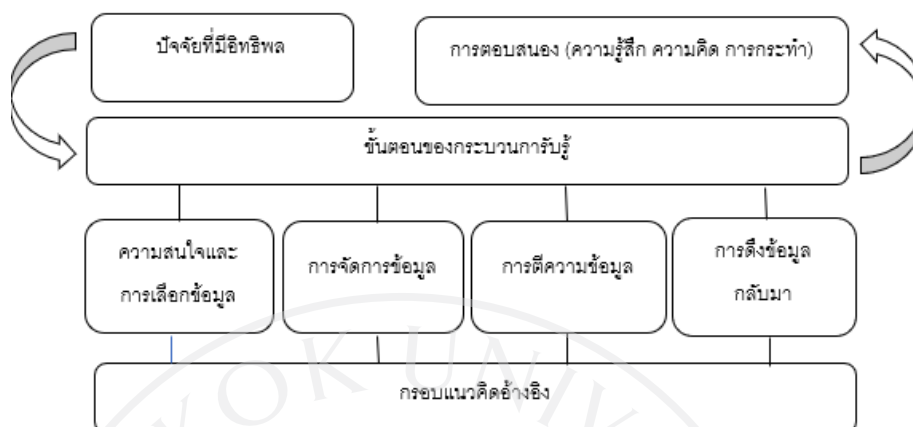 ปัจจัยที่มีอิทธิพล
การตอบสนอง (ความรู้สึก ความคิด การกระทำ)
ขั้นตอนของกระบวนการับรู้
ความสนใจและ
การเลือกข้อมูล
การจัดการข้อมูล
การตีความข้อมูล
การดึงข้อมูล
กลับมา
กรอบแนวคิดอ้างอิง
KOK UNIV